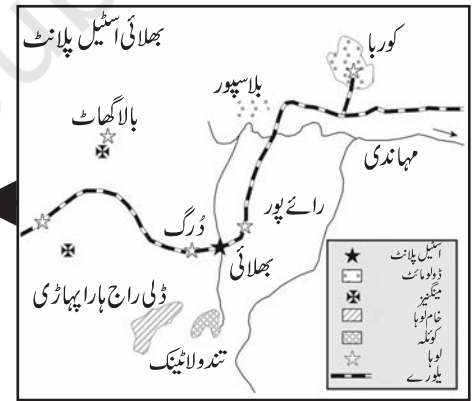 بھلائی اسٹیل پلانٹ
کوربا
بلاسپور
بالاگھاٹ
مہاندی
رائے پور
دُرگ
بھلائی
ڈلی راج ہارا پہاڑی
تندولاٹینک
اسٹیل پلانٹ
ڈولومائٹ
مینگنیز
خام لوہا
کوئلہ
لوہا
یلورے